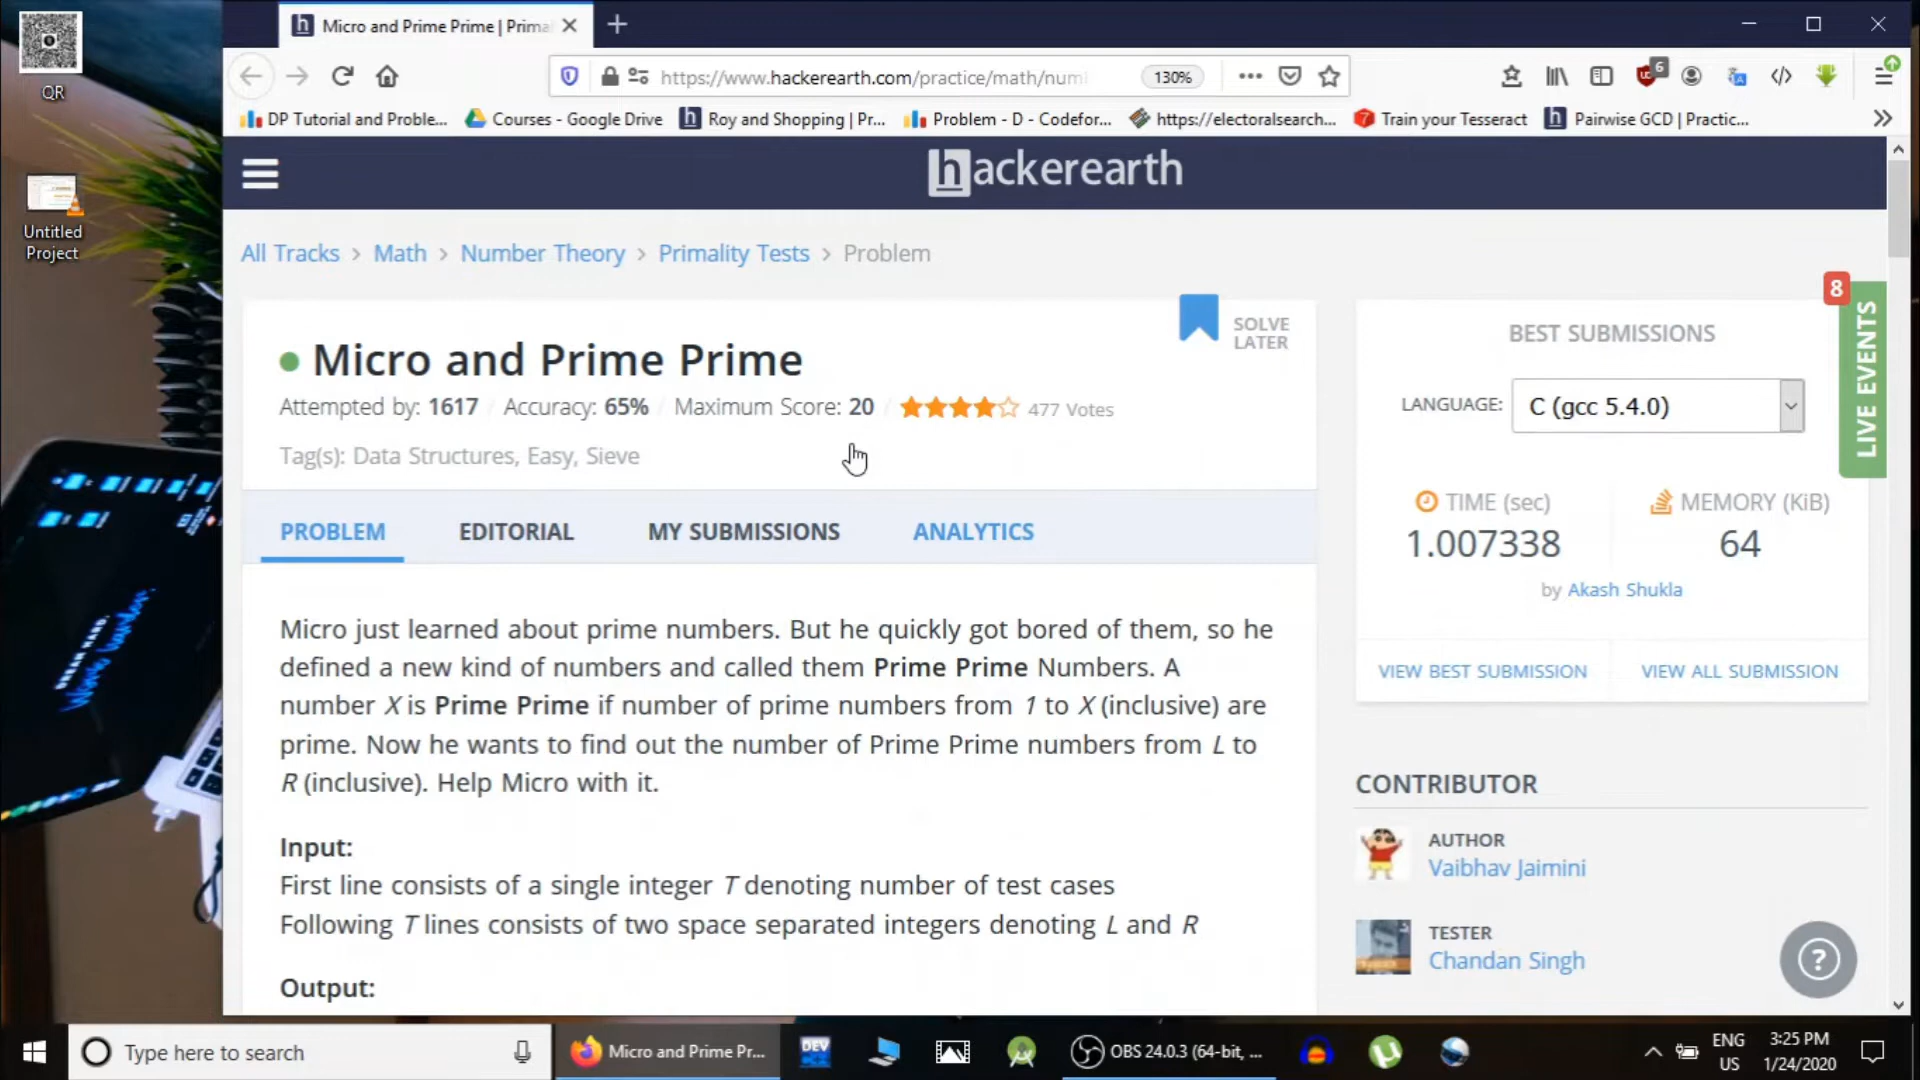 QR
Untitled
Project
Micro and Prime Prime | Prima
https://www.hackerearth.com/practice/math/num
130%
6
DP Tutorial and Proble...
Courses - Google Drive
Roy and Shopping | Pr...
Problem - D - Codefor...
https://electoralsearch...
Train your Tesseract
Pairwise GCD | Practic...
hackerearth
All Tracks > Math > Number Theory > Primality Tests > Problem
Micro and Prime Prime
SOLVE
LATER
Attempted by: 1617 / Accuracy: 65% / Maximum Score: 20 / 477 Votes
Tag(s): Data Structures, Easy, Sieve
PROBLEM
EDITORIAL
MY SUBMISSIONS
ANALYTICS
Micro just learned about prime numbers. But he quickly got bored of them, so he
defined a new kind of numbers and called them Prime Prime Numbers. A
number X is Prime Prime if number of prime numbers from 1 to X (inclusive) are
prime. Now he wants to find out the number of Prime Prime numbers from L to
R (inclusive). Help Micro with it.
Input:
First line consists of a single integer T denoting number of test cases
Following T lines consists of two space separated integers denoting L and R
Output:
8
LIVE EVENTS
BEST SUBMISSIONS
LANGUAGE: C (gcc 5.4.0)
TIME (sec)
1.007338
MEMORY (KiB)
64
by Akash Shukla
VIEW BEST SUBMISSION
VIEW ALL SUBMISSION
CONTRIBUTOR
AUTHOR
Vaibhav Jaimini
TESTER
Chandan Singh
?
Type here to search
Micro and Prime Pr...
DEV
OBS 24.0.3 (64-bit, ...
ENG
US
3:25 PM
1/24/2020